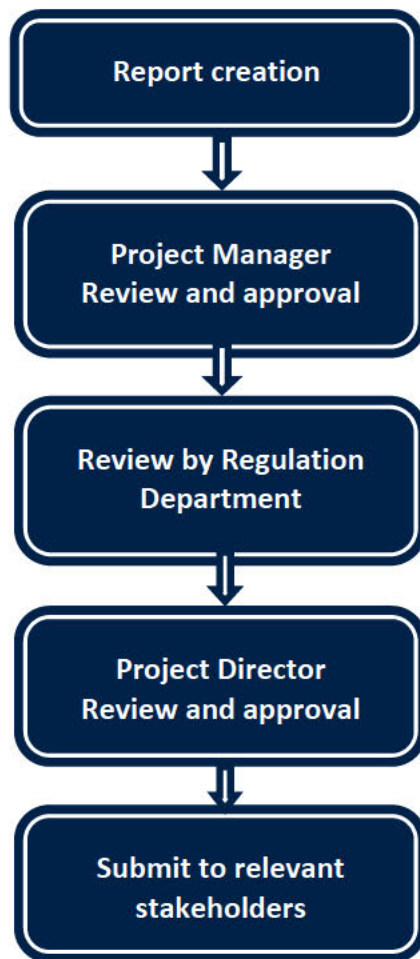 Report creation
Project Manager
Review and approval
Review by Regulation
Department
Project Director
Review and approval
Submit to relevant
stakeholders